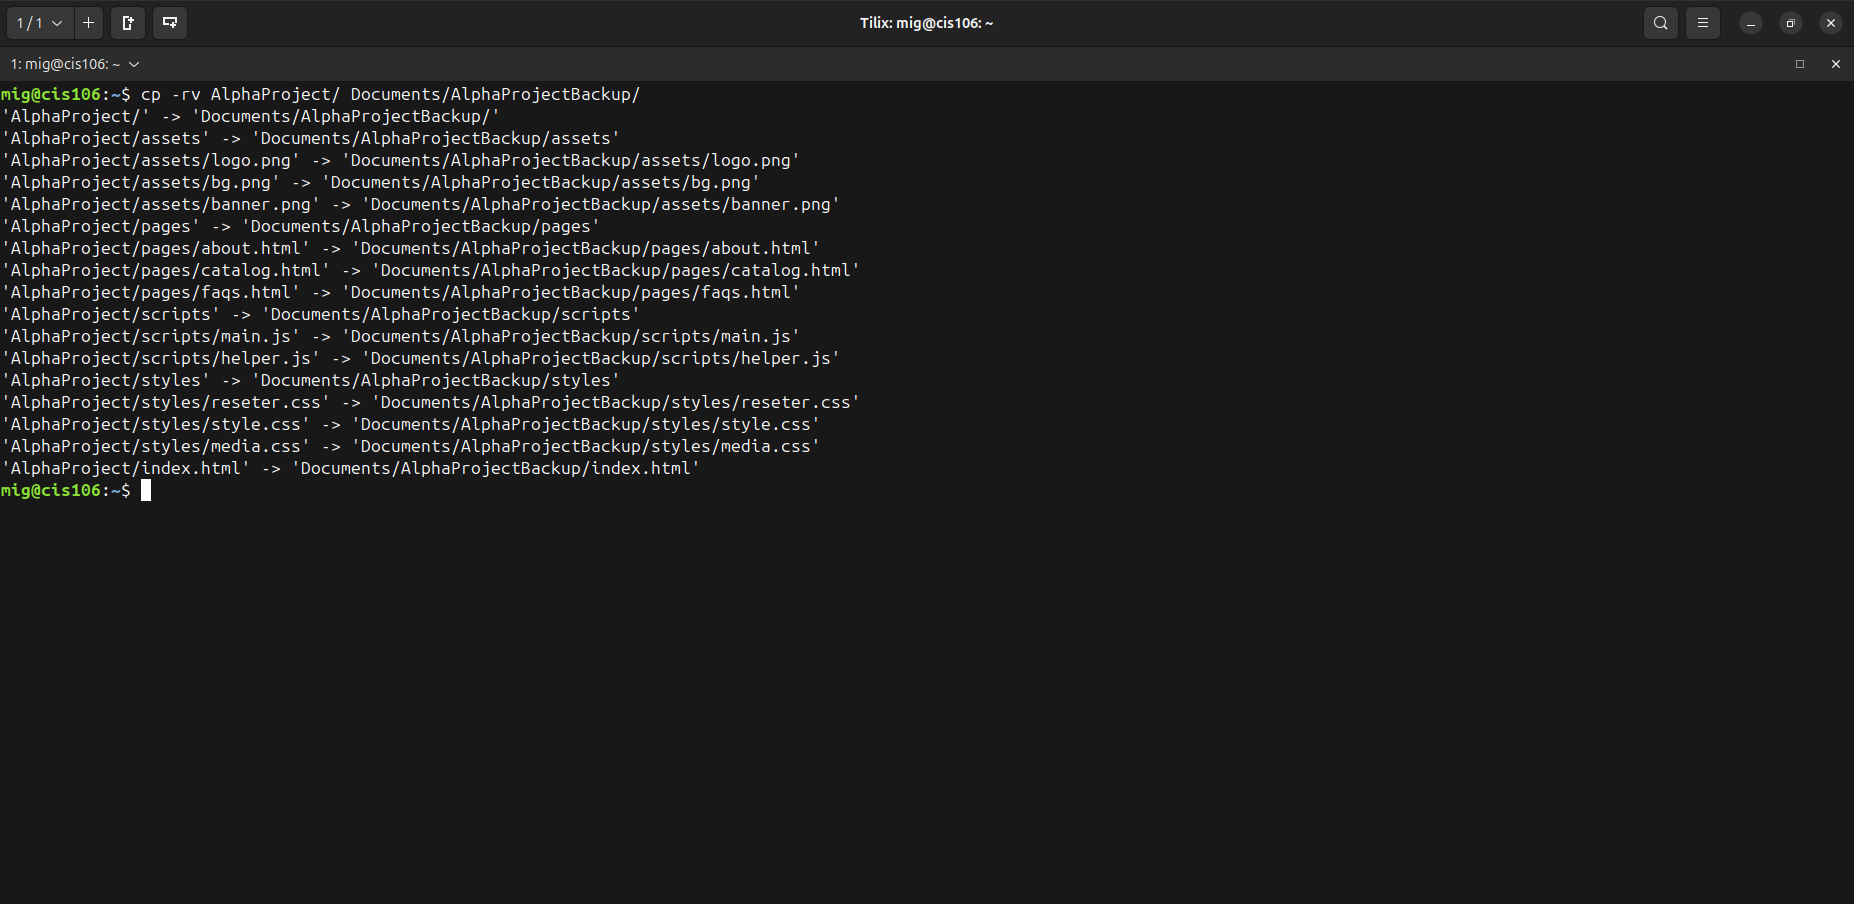 1 / 1
Tilix: mig@cis106: ~
1: mig@cis106: ~
mig@cis106:~$ cp -rv AlphaProject/ Documents/AlphaProjectBackup/
'AlphaProject/' -> 'Documents/AlphaProjectBackup/'
'AlphaProject/assets' -> 'Documents/AlphaProjectBackup/assets'
'AlphaProject/assets/logo.png' -> 'Documents/AlphaProjectBackup/assets/logo.png'
'AlphaProject/assets/bg.png' -> 'Documents/AlphaProjectBackup/assets/bg.png'
'AlphaProject/assets/banner.png' -> 'Documents/AlphaProjectBackup/assets/banner.png'
'AlphaProject/pages' -> 'Documents/AlphaProjectBackup/pages'
'AlphaProject/pages/about.html' -> 'Documents/AlphaProjectBackup/pages/about.html'
'AlphaProject/pages/catalog.html' -> 'Documents/AlphaProjectBackup/pages/catalog.html'
'AlphaProject/pages/faqs.html' -> 'Documents/AlphaProjectBackup/pages/faqs.html'
'AlphaProject/scripts' -> 'Documents/AlphaProjectBackup/scripts'
'AlphaProject/scripts/main.js' -> 'Documents/AlphaProjectBackup/scripts/main.js'
'AlphaProject/scripts/helper.js' -> 'Documents/AlphaProjectBackup/scripts/helper.js'
'AlphaProject/styles' -> 'Documents/AlphaProjectBackup/styles'
'AlphaProject/styles/reseter.css' -> 'Documents/AlphaProjectBackup/styles/reseter.css'
'AlphaProject/styles/style.css' -> 'Documents/AlphaProjectBackup/styles/style.css'
'AlphaProject/styles/media.css' -> 'Documents/AlphaProjectBackup/styles/media.css'
'AlphaProject/index.html' -> 'Documents/AlphaProjectBackup/index.html'
mig@cis106:~$